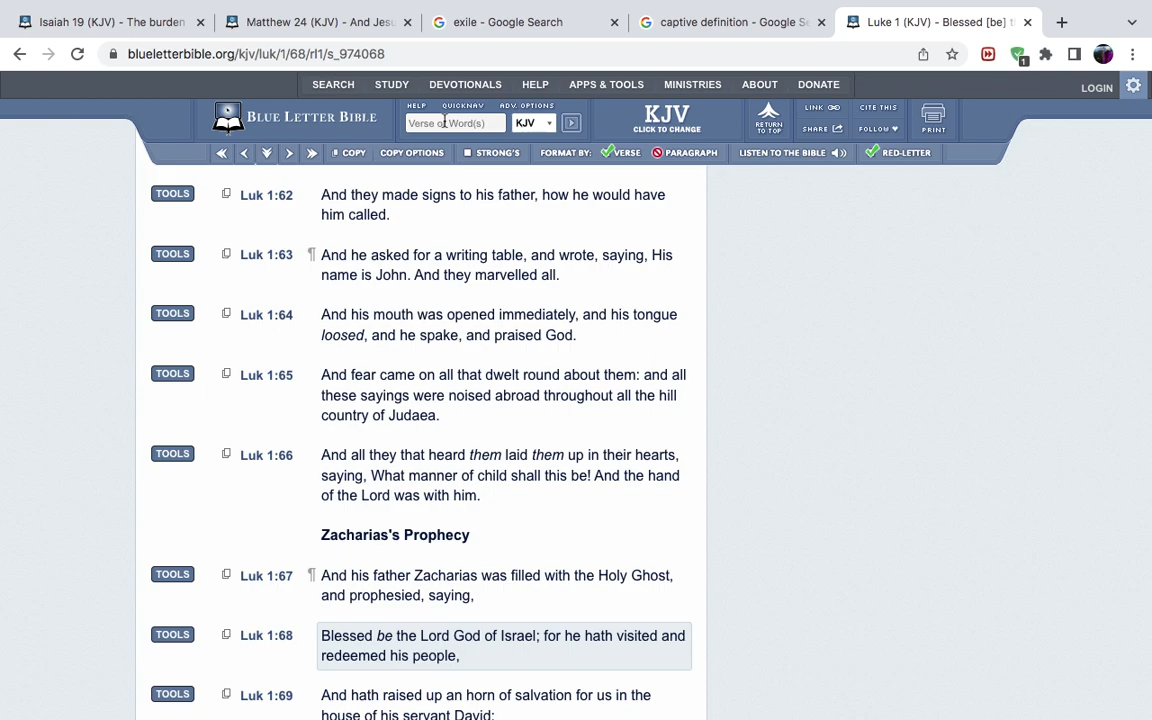 Isaiah 19 (KJV) - The burden
Matthew 24 (KJV) - And Jesu
exile - Google Search
captive definition - Google Se
Luke 1 (KJV) - Blessed [be] t
blueletterbible.org/kjv/luk/1/68/rl1/s_974068
1
SEARCH STUDY DEVOTIONALS HELP APPS & TOOLS MINISTRIES ABOUT DONATE LOGIN
BLUE LETTER BIBLE
HELP QUICKNAV ADV. OPTIONS
Verse or Word(s) KJV
KJV
CLICK TO CHANGE
RETURN
TO TOP
LINK CITE THIS
SHARE FOLLOW
PRINT
COPY COPY OPTIONS STRONG'S FORMAT BY: VERSE PARAGRAPH LISTEN TO THE BIBLE RED-LETTER
TOOLS Luk 1:62 And they made signs to his father, how he would have
him called.
TOOLS Luk 1:63 ¶ And he asked for a writing table, and wrote, saying, His
name is John. And they marvelled all.
TOOLS Luk 1:64 And his mouth was opened immediately, and his tongue
loosed, and he spake, and praised God.
TOOLS Luk 1:65 And fear came on all that dwelt round about them: and all
these sayings were noised abroad throughout all the hill
country of Judaea.
TOOLS Luk 1:66 And all they that heard them laid them up in their hearts,
saying, What manner of child shall this be! And the hand
of the Lord was with him.
Zacharias's Prophecy
TOOLS Luk 1:67 ¶ And his father Zacharias was filled with the Holy Ghost,
and prophesied, saying,
TOOLS Luk 1:68 Blessed be the Lord God of Israel; for he hath visited and
redeemed his people,
TOOLS Luk 1:69 And hath raised up an horn of salvation for us in the
house of his servant David;